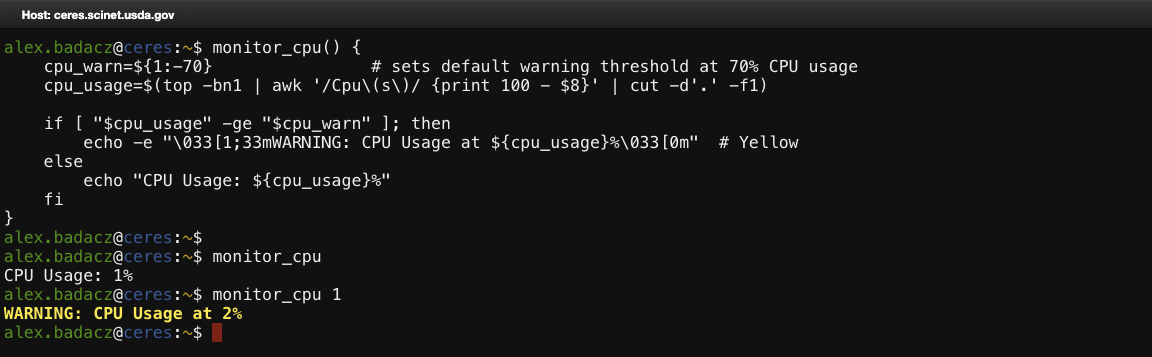 Host: ceres.scinet.usda.gov
alex.badacz@ceres:~$ monitor_cpu() {
    cpu_warn=${1:-70}                # sets default warning threshold at 70% CPU usage
    cpu_usage=$(top -bn1 | awk '/Cpu\(s\)/ {print 100 - $8}' | cut -d'.' -f1)

    if [ "$cpu_usage" -ge "$cpu_warn" ]; then
        echo -e "\033[1;33mWARNING: CPU Usage at ${cpu_usage}%\033[0m"  # Yellow
    else
        echo "CPU Usage: ${cpu_usage}%"
    fi
}
alex.badacz@ceres:~$
alex.badacz@ceres:~$ monitor_cpu
CPU Usage: 1%
alex.badacz@ceres:~$ monitor_cpu 1
WARNING: CPU Usage at 2%
alex.badacz@ceres:~$